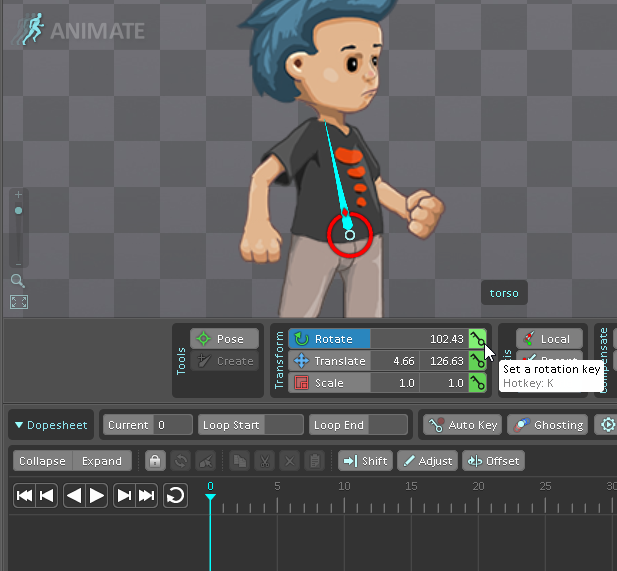 ANIMATE
torso
Tools
Pose
Create
Transform
Rotate 102.43
Translate 4.66 126.63
Scale 1.0 1.0
Local
Set a rotation key
Hotkey: K
Dopesheet
Current 0
Loop Start
Loop End
Auto Key
Ghosting
Collapse Expand
Shift
Adjust
Offset
0 5 10 15 20 25 30